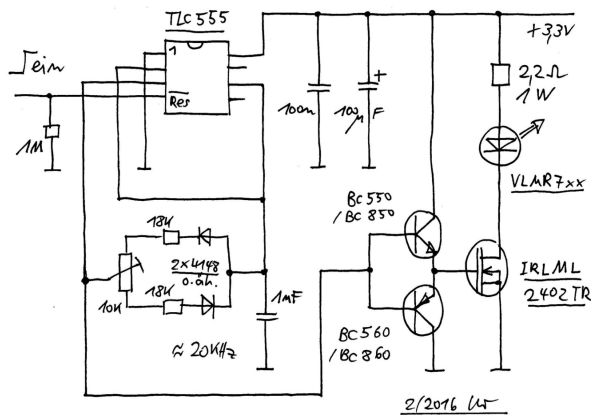 TLC555
+3,3V
ein
1
2,2Ω
1W
Res
100n
+
100µF
1M
VLMR7xx
BC550
/BC850
18K
2x4148
o.äh.
IRLML
2402TR
10K
18K
1nF
BC560
/BC860
≈20KHz
2/2016